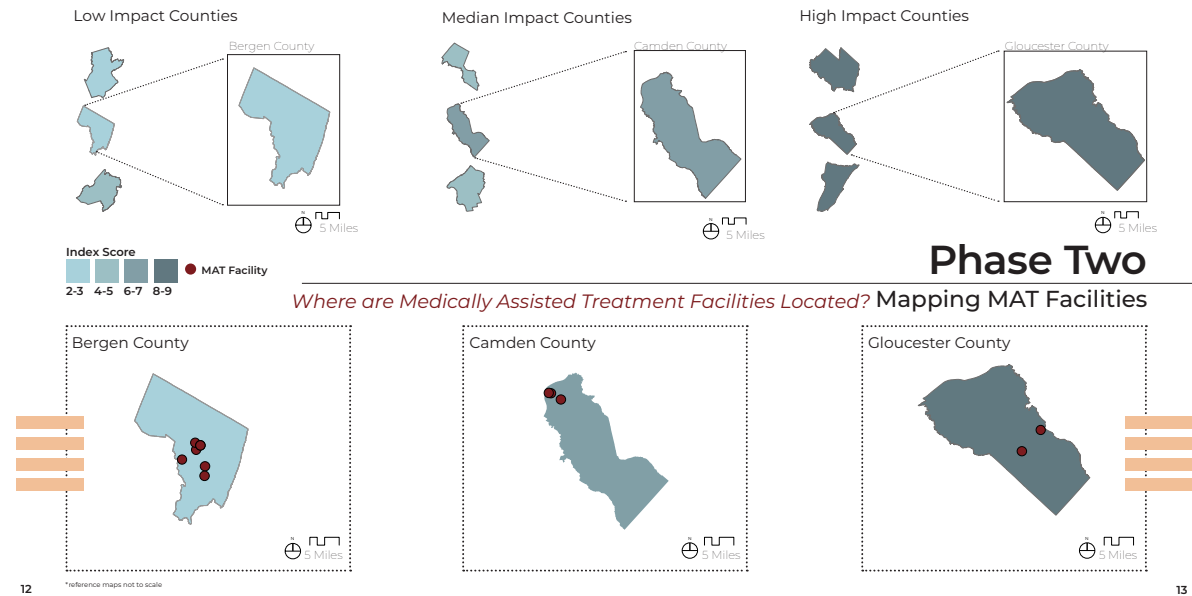 Low Impact Counties
Median Impact Counties
High Impact Counties
Bergen County
Camden County
Gloucester County
N
5 Miles
N
5 Miles
N
5 Miles
Index Score
MAT Facility
2-3 4-5 6-7 8-9
Phase Two
Where are Medically Assisted Treatment Facilities Located? Mapping MAT Facilities
Bergen County
Camden County
Gloucester County
N
5 Miles
N
5 Miles
N
5 Miles
12
*reference maps not to scale
13